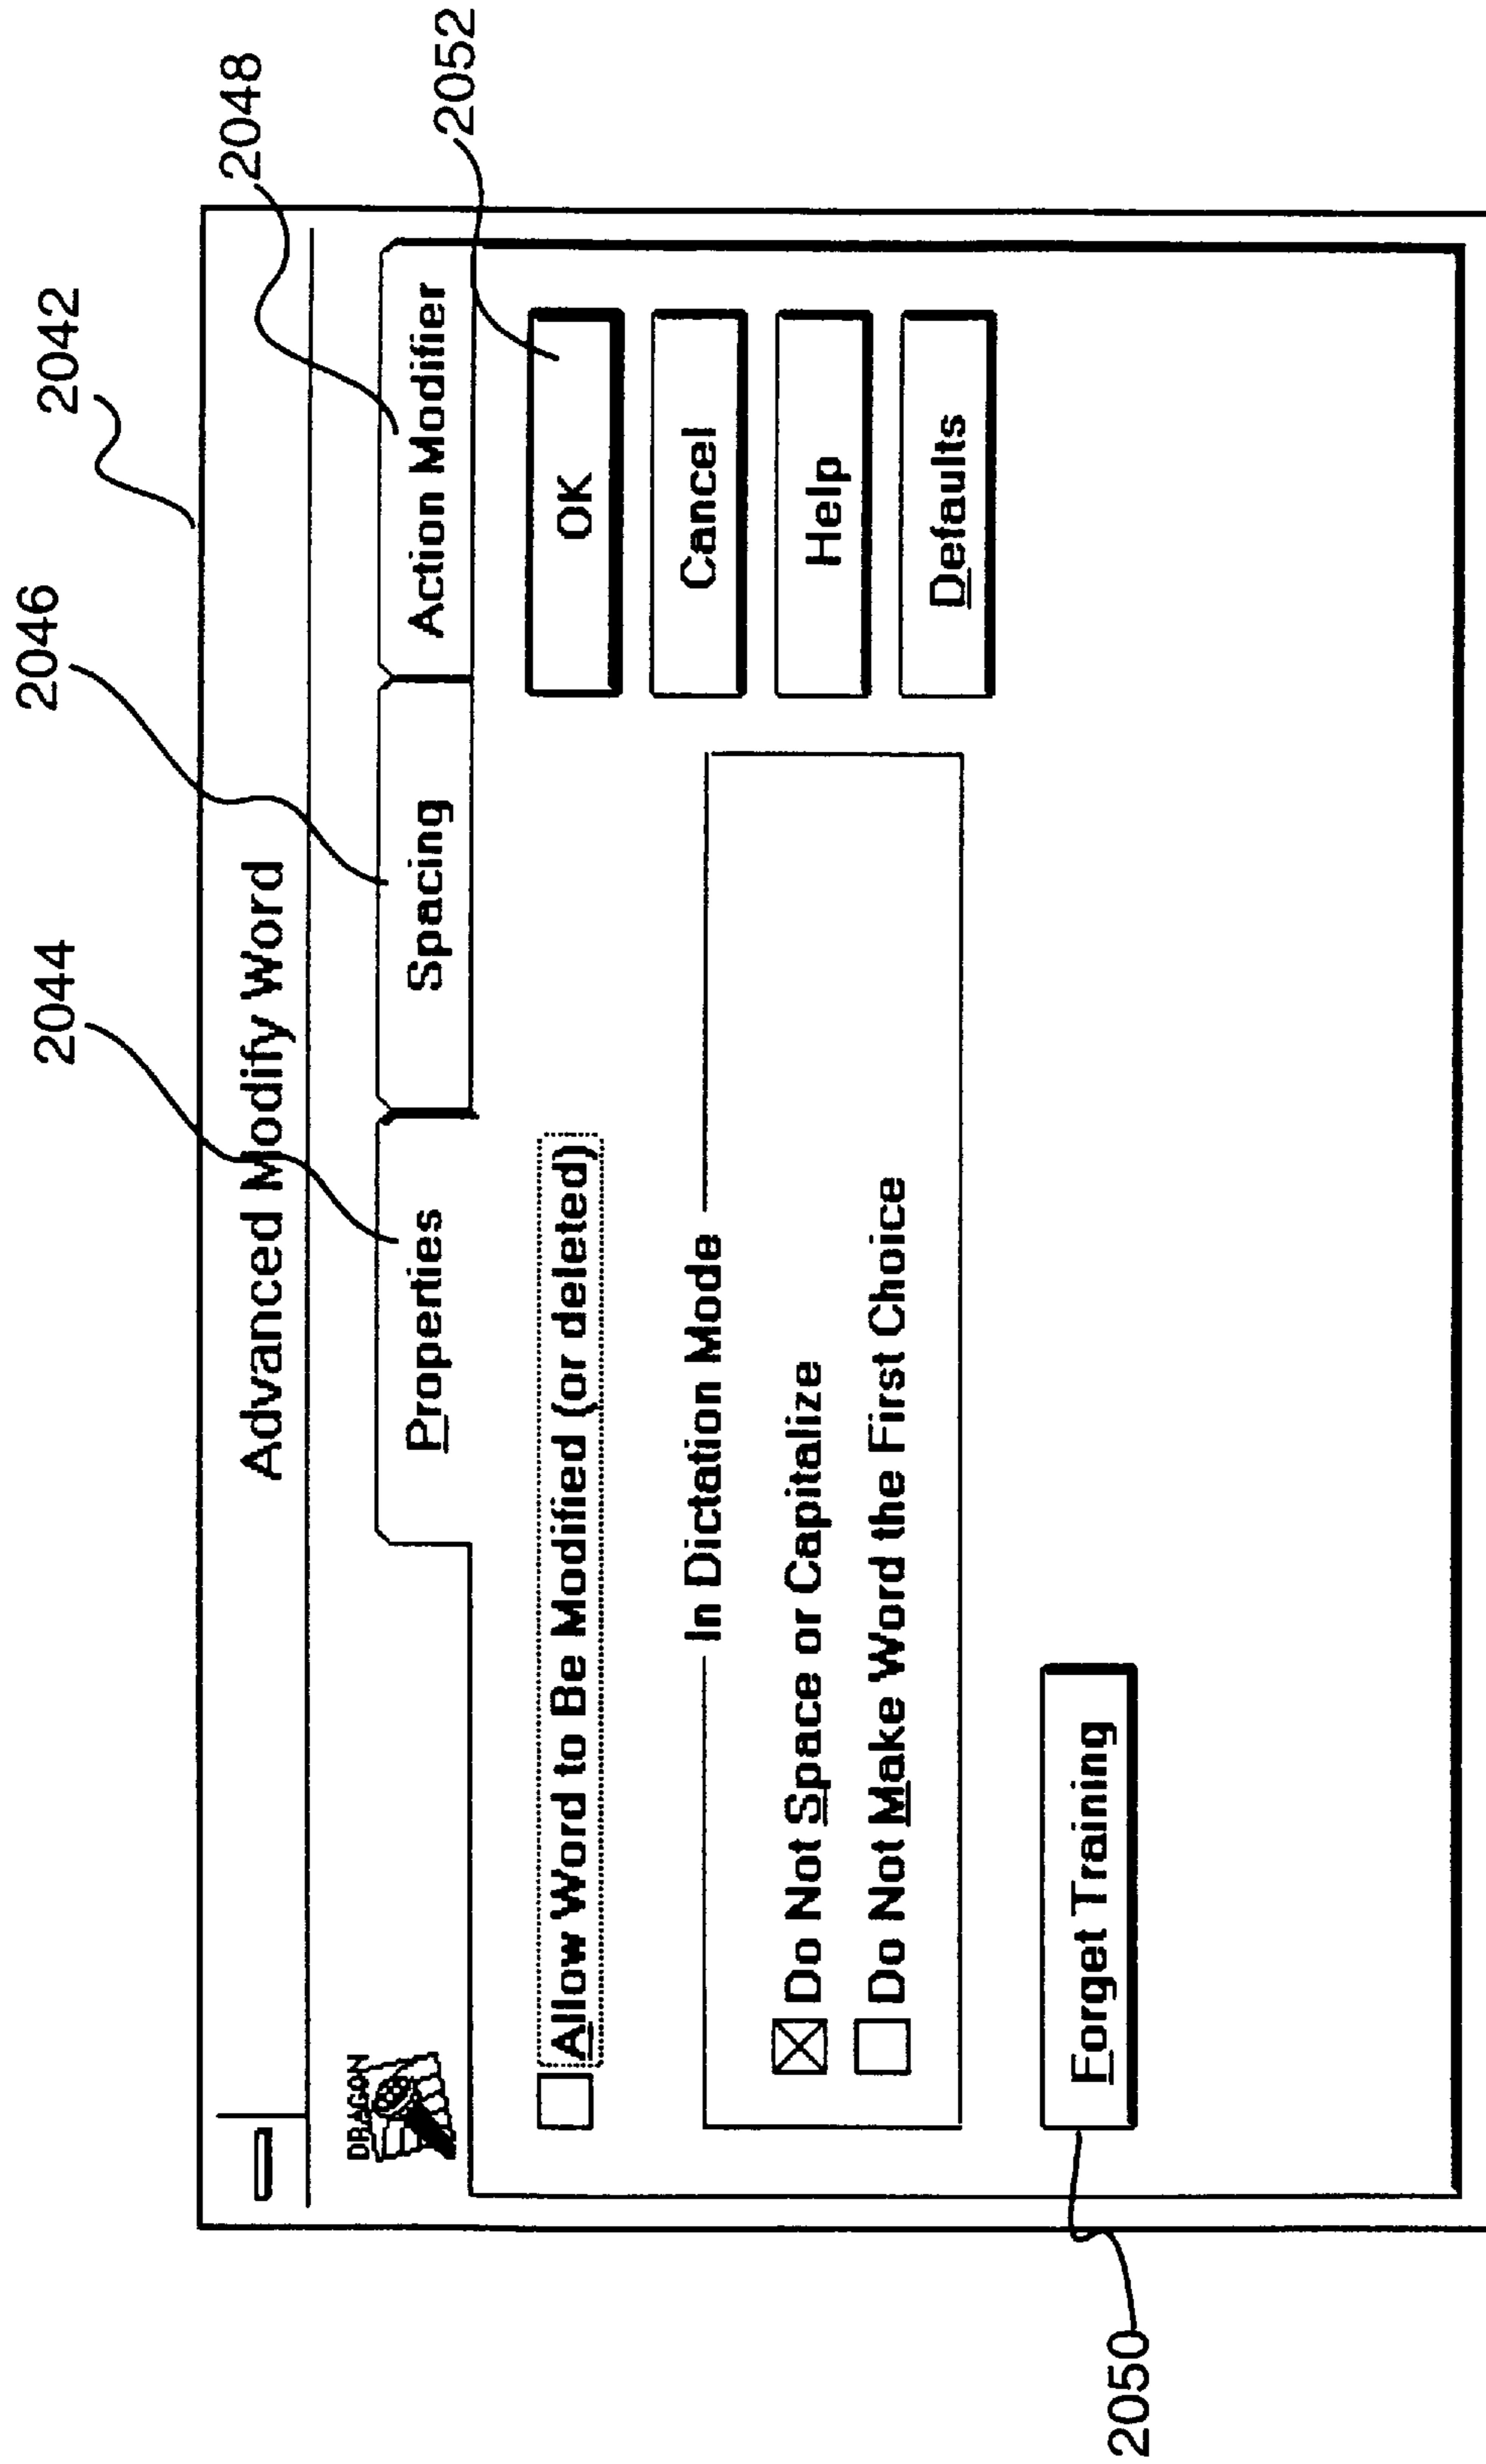 2042
2044
2046
2048
2052
Advanced Modify Word
DRAGON
Properties
Spacing
Action Modifier
Allow Word to Be Modified (or deleted)
OK
In Dictation Mode
Cancel
Do Not Space or Capitalize
Help
Do Not Make Word the First Choice
Defaults
Forget Training
2050